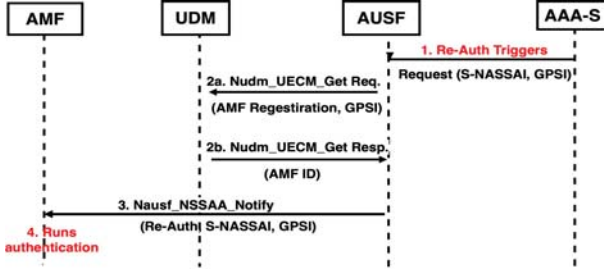 AMF
UDM
AUSF
AAA-S
1. Re-Auth Triggers
Request (S-NASSAI, GPSI)
2a. Nudm_UECM_Get Req.
(AMF Regestiration, GPSI)
2b. Nudm_UECM_Get Resp.
(AMF ID)
3. Nausf_NSSAA_Notify
(Re-Auth: S-NASSAI, GPSI)
4. Runs
authentication